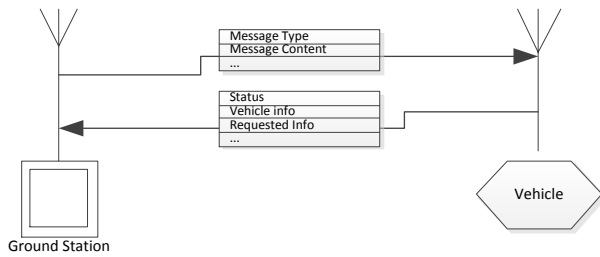 Message Type
Message Content
...
Status
Vehicle info
Requested Info
...
Vehicle
Ground Station